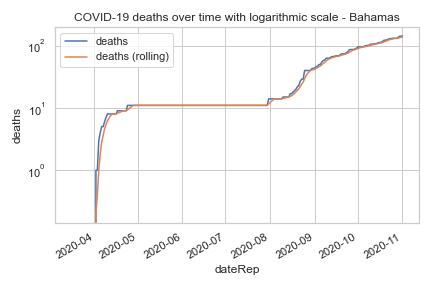 COVID-19 deaths over time with logarithmic scale - Bahamas
deaths
deaths (rolling)
10²
10¹
10⁰
deaths
2020-04
2020-05
2020-06
2020-07
2020-08
2020-09
2020-10
2020-11
dateRep